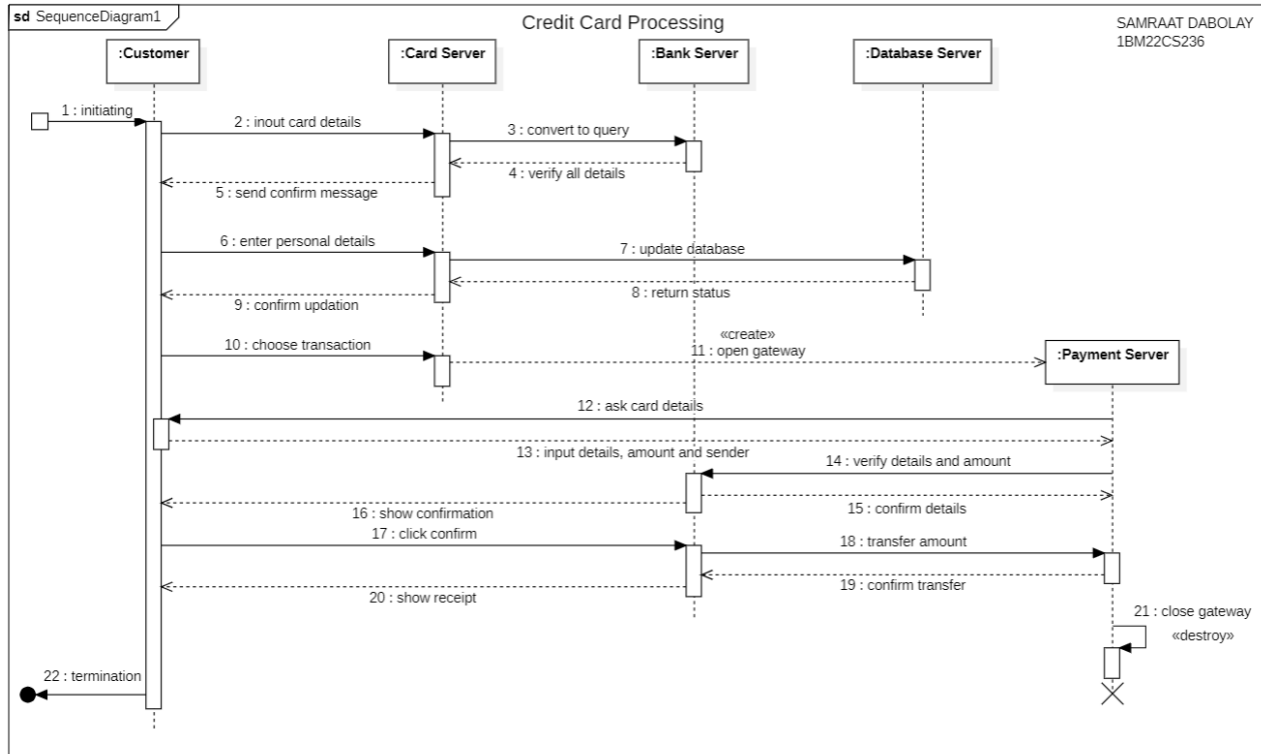 sd SequenceDiagram1
Credit Card Processing
SAMRAAT DABOLAY
1BM22CS236
:Customer
:Card Server
:Bank Server
:Database Server
1 : initiating
2 : inout card details
3 : convert to query
4 : verify all details
5 : send confirm message
6 : enter personal details
7 : update database
8 : return status
9 : confirm updation
10 : choose transaction
«create»
11 : open gateway
:Payment Server
12 : ask card details
13 : input details, amount and sender
14 : verify details and amount
15 : confirm details
16 : show confirmation
17 : click confirm
18 : transfer amount
19 : confirm transfer
20 : show receipt
21 : close gateway
«destroy»
22 : termination